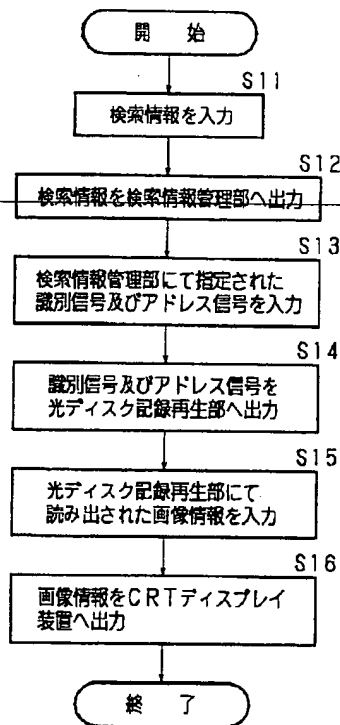 開 始
S11
検索情報を入力
S12
検索情報を検索情報管理部へ出力
S13
検索情報管理部にて指定された
識別信号及びアドレス信号を入力
S14
識別信号及びアドレス信号を
光ディスク記録再生部へ出力
S15
光ディスク記録再生部にて
読み出された画像情報を入力
S16
画像情報をCRTディスプレイ
装置へ出力
終 了